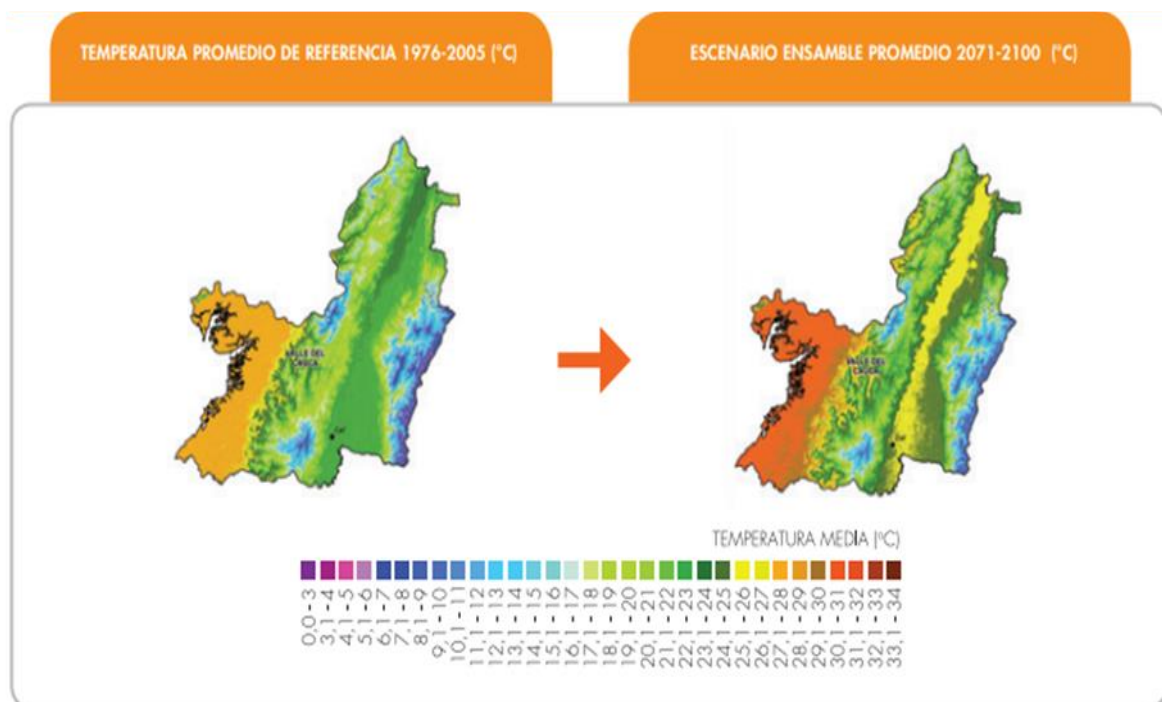 TEMPERATURA PROMEDIO DE REFERENCIA 1976-2005 (°C)
ESCENARIO ENSAMBLE PROMEDIO 2071-2100 (°C)
VALLE DEL
CAUCA
Cali
VALLE DEL
CAUCA
Cali
TEMPERATURA MEDIA (°C)
0,0 - 3
3,1 - 4
4,1 - 5
5,1 - 6
6,1 - 7
7,1 - 8
8,1 - 9
9,1 - 10
10,1 - 11
11,1 - 12
12,1 - 13
13,1 - 14
14,1 - 15
15,1 - 16
16,1 - 17
17,1 - 18
18,1 - 19
19,1 - 20
20,1 - 21
21,1 - 22
22,1 - 23
23,1 - 24
24,1 - 25
25,1 - 26
26,1 - 27
27,1 - 28
28,1 - 29
29,1 - 30
30,1 - 31
31,1 - 32
32,1 - 33
33,1 - 34